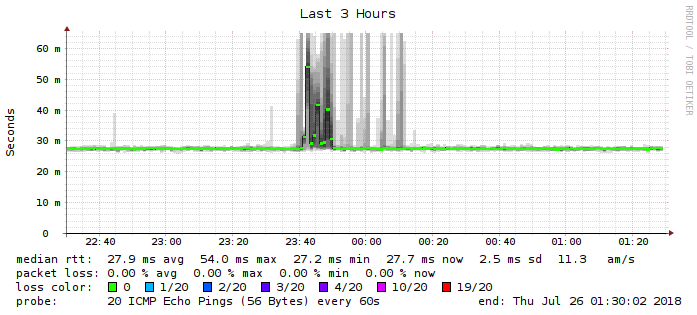 Last 3 Hours
RRDTOOL / TOBI OETIKER
Seconds
60 m
50 m
40 m
30 m
20 m
10 m
0
22:40 23:00 23:20 23:40 00:00 00:20 00:40 01:00 01:20
median rtt: 27.9 ms avg 54.0 ms max 27.2 ms min 27.7 ms now 2.5 ms sd 11.3 am/s
packet loss: 0.00 % avg 0.00 % max 0.00 % min 0.00 % now
loss color: 0 1/20 2/20 3/20 4/20 10/20 19/20
probe: 20 ICMP Echo Pings (56 Bytes) every 60s end: Thu Jul 26 01:30:02 2018